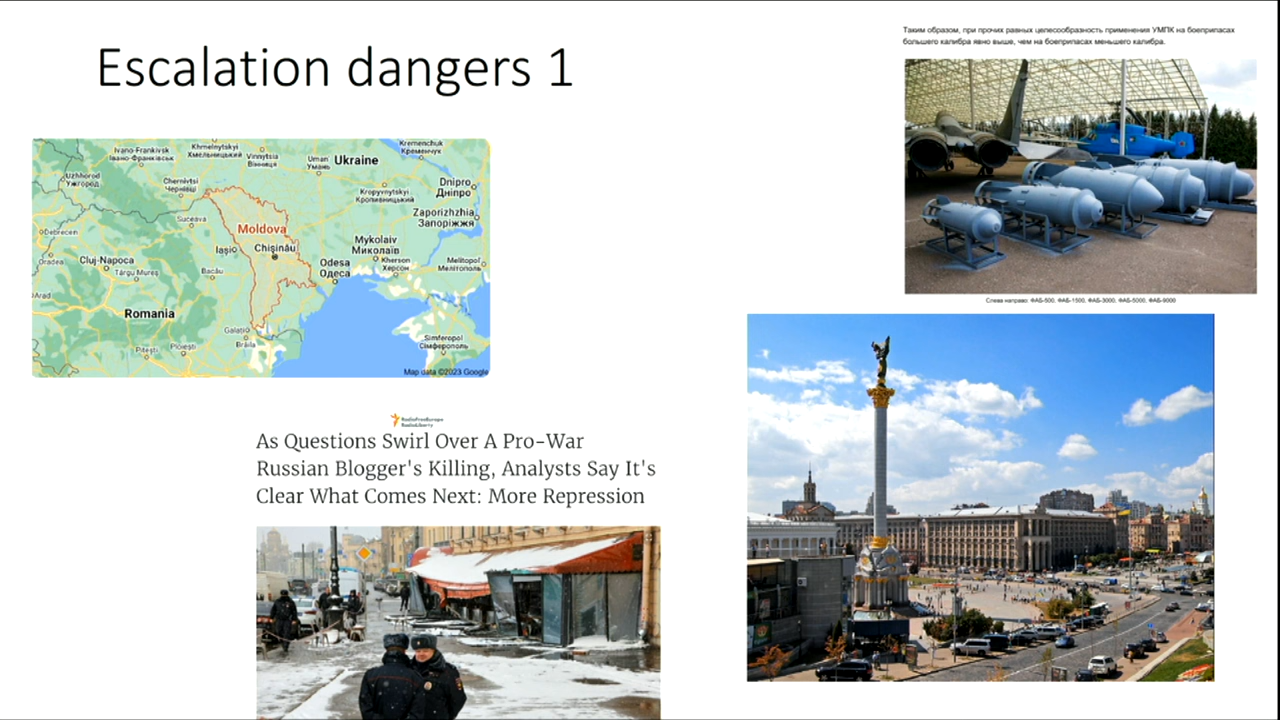 Escalation dangers 1
Таким образом, при прочих равных целесообразность применения УМПК на боеприпасах
большего калибра явно выше, чем на боеприпасах меньшего калибра.
Слева направо: ФАБ-500, ФАБ-1500, ФАБ-3000, ФАБ-5000, ФАБ-9000
Ivano-Frankivsk
Івано-Франківськ
Khmelnytskyi
Хмельницький
Vinnytsia
Вінниця
Uman
Умань
Ukraine
Kremenchuk
Кременчук
Uzhhorod
Ужгород
Chernivtsi
Чернівці
Kropyvnytskyi
Кропивницький
Dnipro
Дніпро
Zaporizhzhia
Запоріжжя
Suceava
Moldova
Debrecen
Iași
Chișinău
Mykolaiv
Миколаїв
Oradea
Cluj-Napoca
Târgu Mureș
Bacău
Odesa
Одеса
Kherson
Херсон
Melitopol
Мелітополь
Arad
Romania
Galați
Brăila
Simferopol
Сімферополь
Pitești
Ploiești
Map data ©2023 Google
RadioFreeEurope
RadioLiberty
As Questions Swirl Over A Pro-War
Russian Blogger's Killing, Analysts Say It's
Clear What Comes Next: More Repression